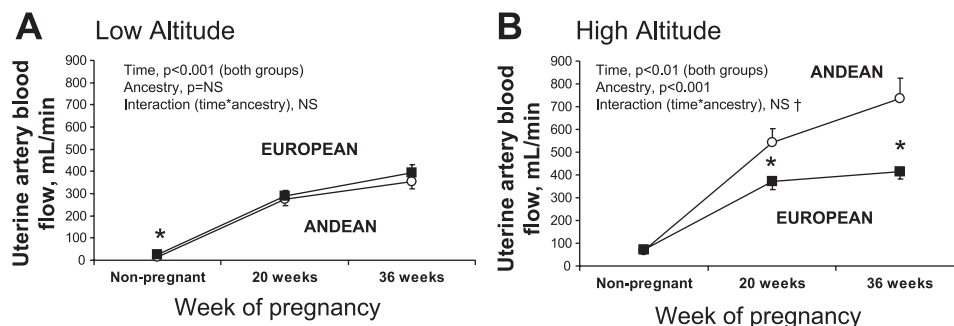 A
Low Altitude
Uterine artery blood
flow, mL/min
900
800
700
600
500
400
300
200
100
0
Time, p<0.001 (both groups)
Ancestry, p=NS
Interaction (time*ancestry), NS
EUROPEAN
ANDEAN
*
Non-pregnant
20 weeks
36 weeks
Week of pregnancy
B
High Altitude
Uterine artery blood
flow, mL/min
900
800
700
600
500
400
300
200
100
0
Time, p<0.01 (both groups)
Ancestry, p<0.001
Interaction (time*ancestry), NS †
ANDEAN
*
*
EUROPEAN
Non-pregnant
20 weeks
36 weeks
Week of pregnancy